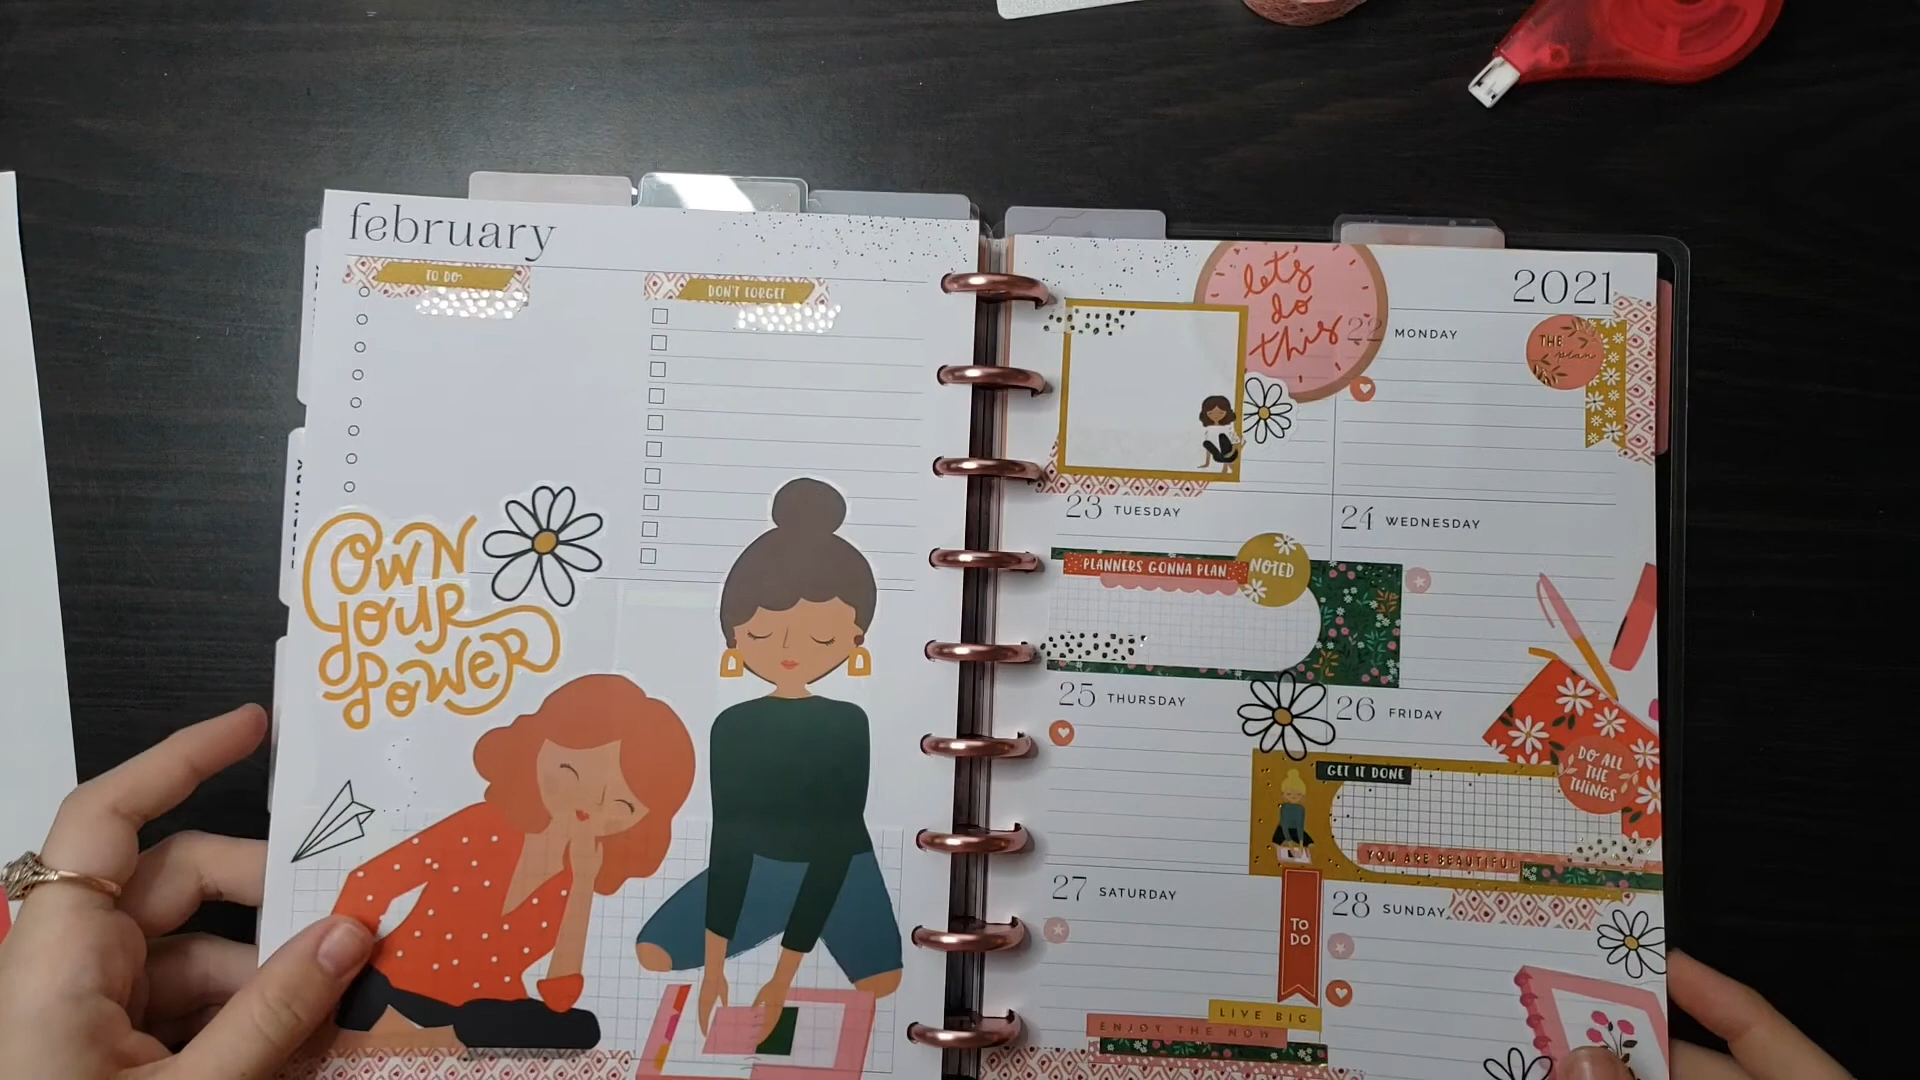 february
TO DO
DON'T FORGET
OWN
YOUR
POWER
FEBRUARY
2021
let's
do
this
22 MONDAY
THE
plan
23 TUESDAY
24 WEDNESDAY
PLANNERS GONNA PLAN
NOTED
25 THURSDAY
26 FRIDAY
GET IT DONE
DO ALL
THE
THINGS
YOU ARE BEAUTIFUL
27 SATURDAY
28 SUNDAY
TO
DO
LIVE BIG
ENJOY THE NOW